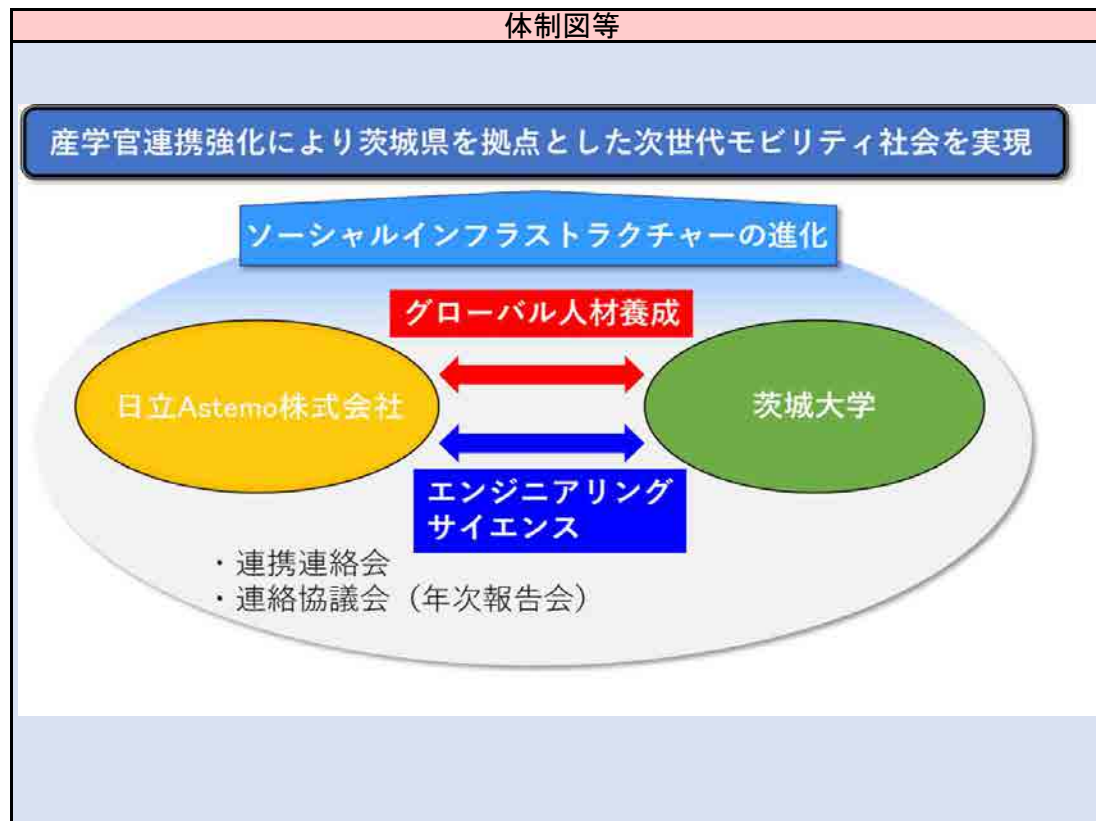 体制図等
産学官連携強化により茨城県を拠点とした次世代モビリティ社会を実現
ソーシャルインフラストラクチャーの進化
グローバル人材養成
日立Astemo株式会社
茨城大学
エンジニアリング
サイエンス
・連携連絡会
・連絡協議会（年次報告会）